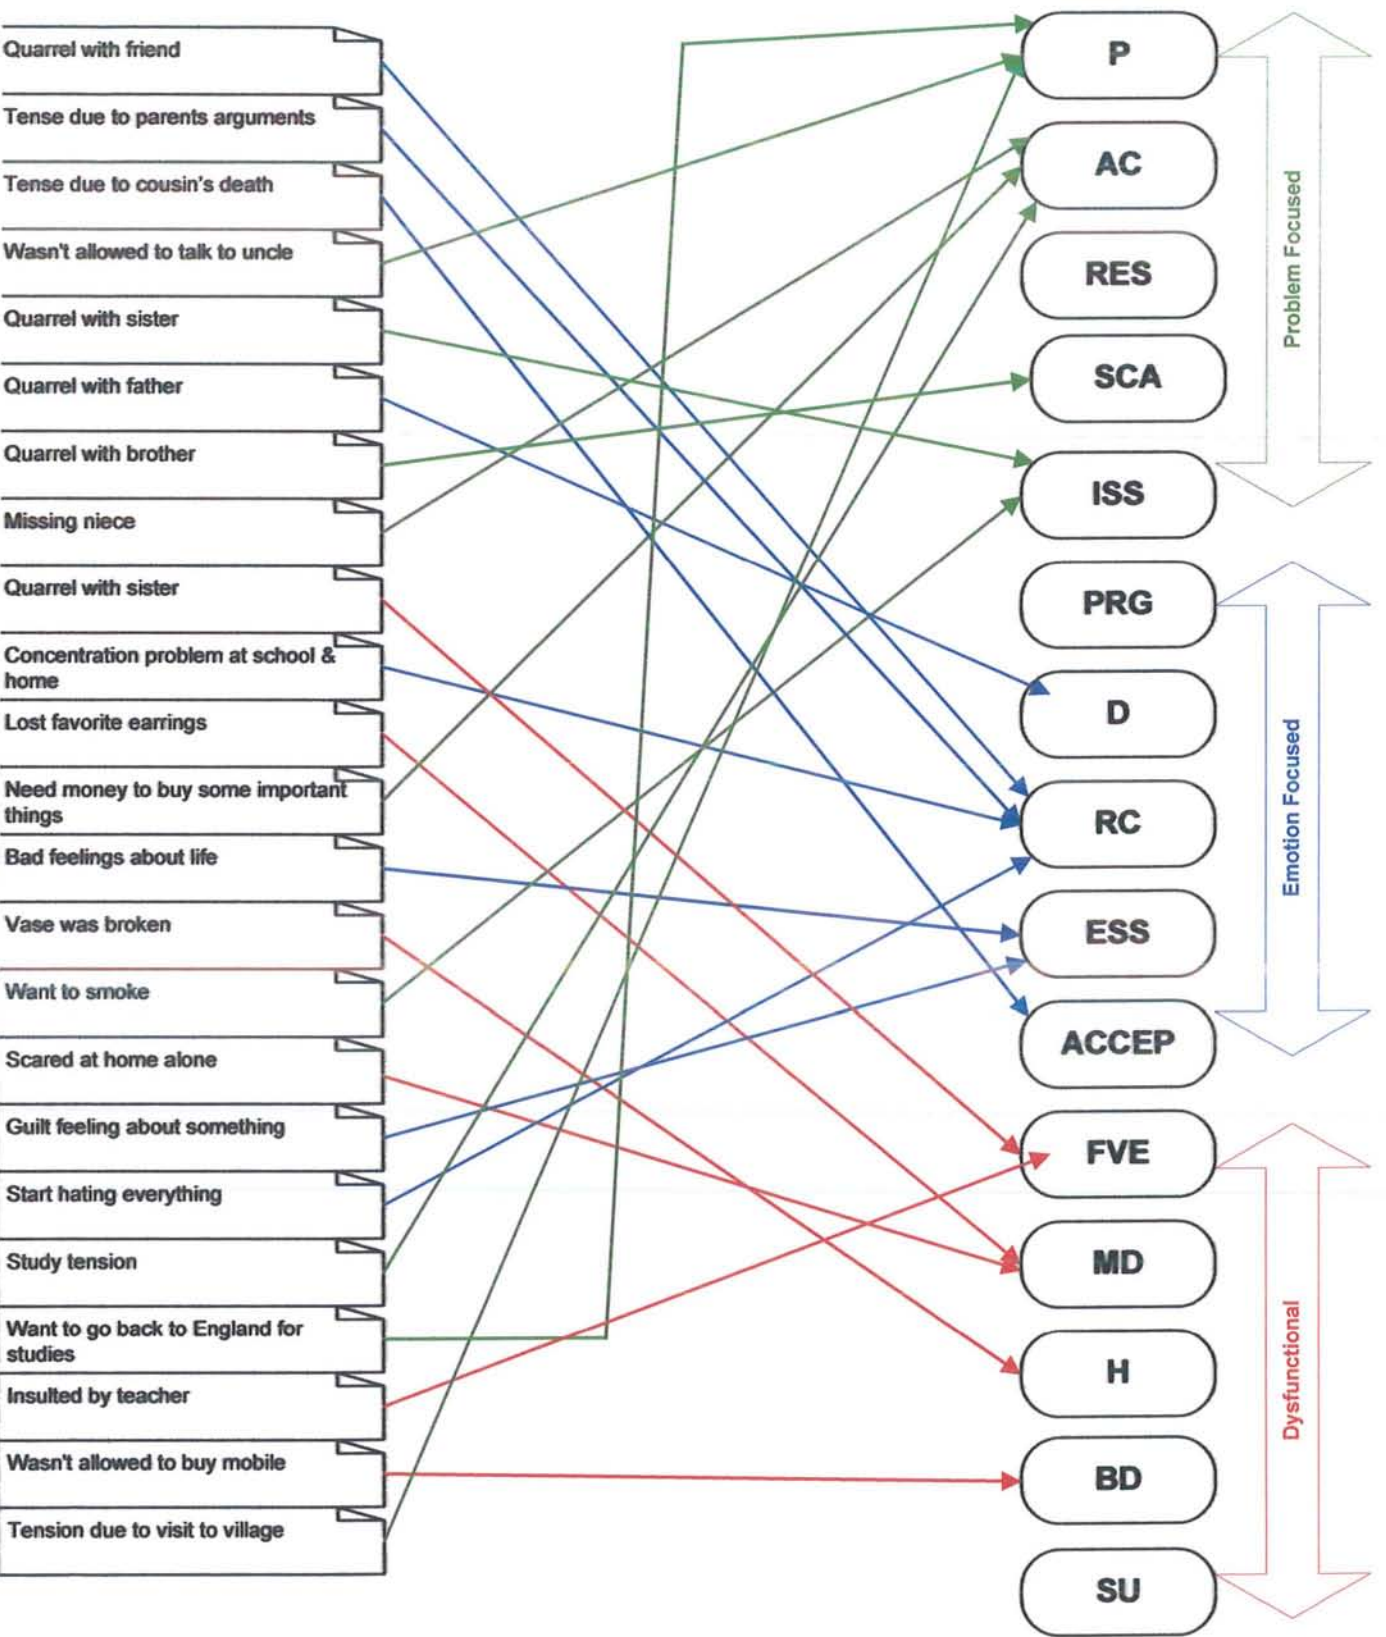 Quarrel with friend
Tense due to parents arguments
Tense due to cousin's death
Wasn't allowed to talk to uncle
Quarrel with sister
Quarrel with father
Quarrel with brother
Missing niece
Quarrel with sister
Concentration problem at school &
home
Lost favorite earrings
Need money to buy some important
things
Bad feelings about life
Vase was broken
Want to smoke
Scared at home alone
Guilt feeling about something
Start hating everything
Study tension
Want to go back to England for
studies
Insulted by teacher
Wasn't allowed to buy mobile
Tension due to visit to village
P
AC
RES
SCA
ISS
PRG
D
RC
ESS
ACCEP
FVE
MD
H
BD
SU
Problem Focused
Emotion Focused
Dysfunctional